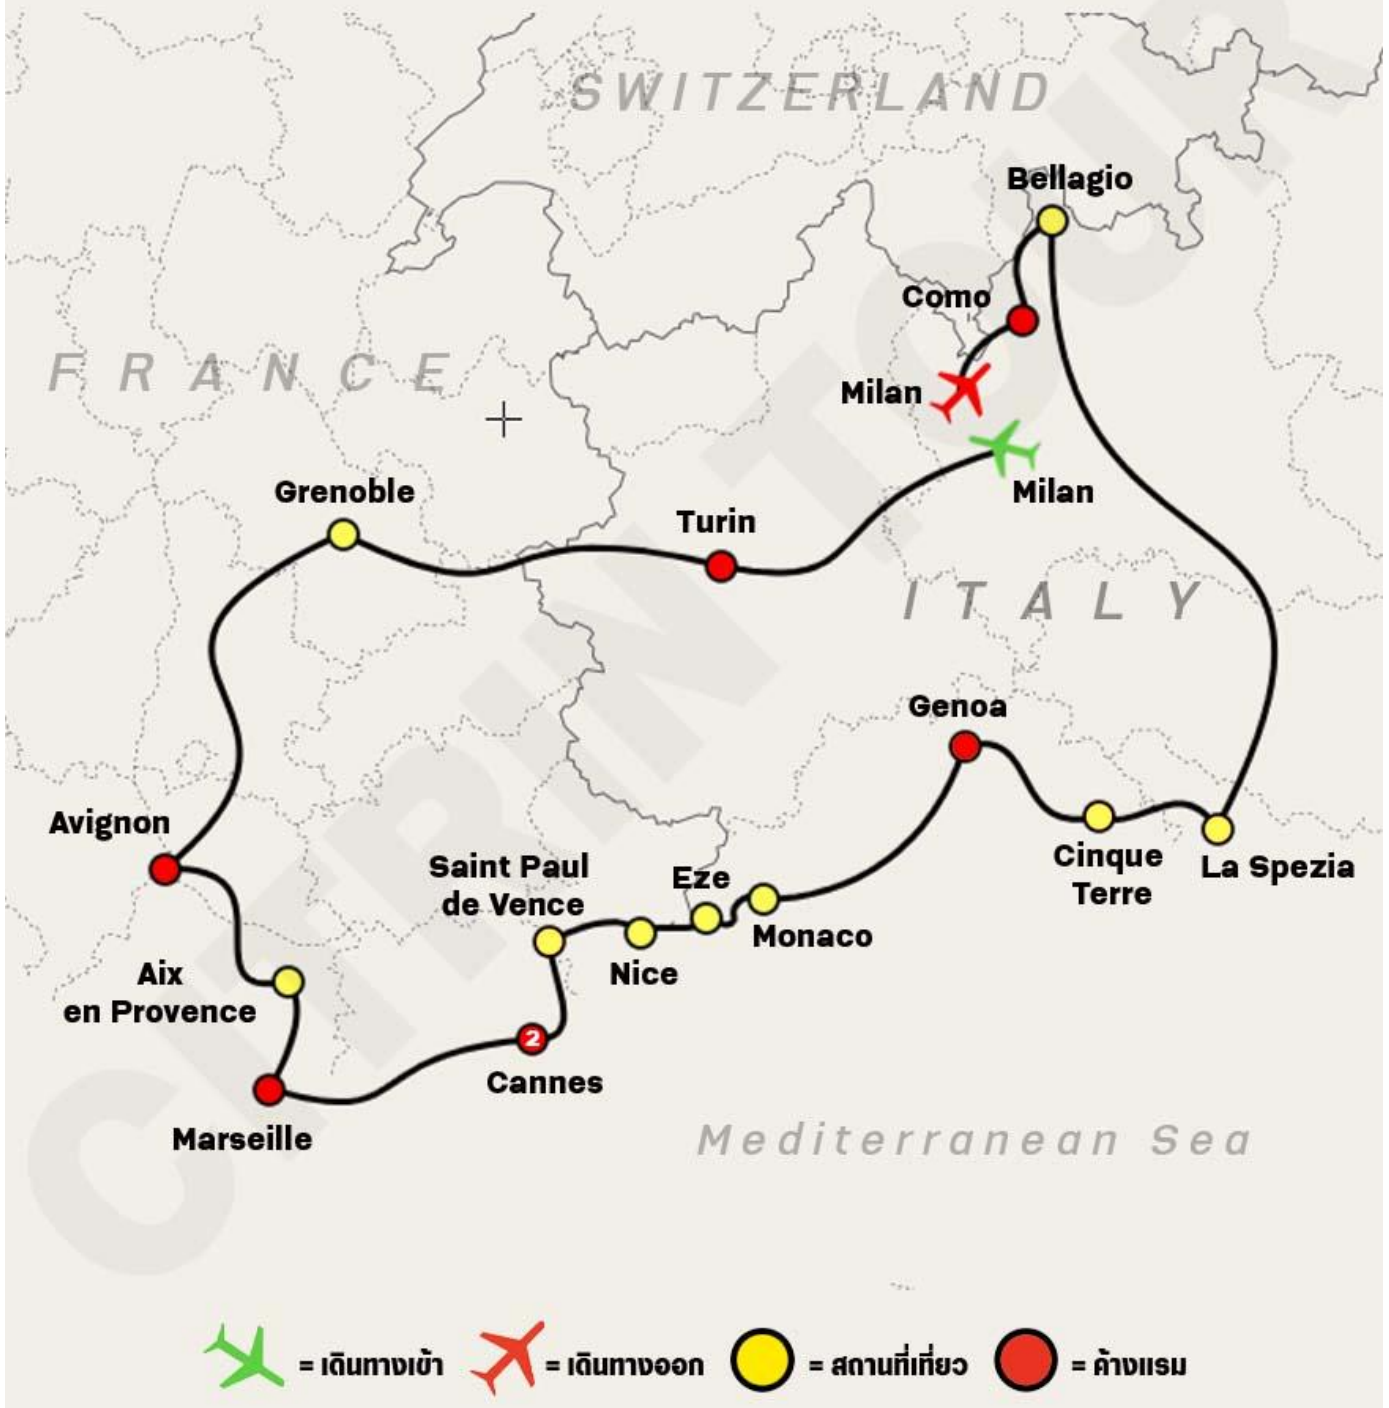 SWITZERLAND
Bellagio
Como
FRANCE
Milan
Grenoble
Milan
Turin
ITALY
Genoa
Avignon
Saint Paul
de Vence
Eze
Cinque
Terre
La Spezia
Monaco
Nice
Aix
en Provence
2
Cannes
Marseille
Mediterranean Sea
CITRIN TOUR
= เดินทางเข้า
= เดินทางออก
= สถานที่เที่ยว
= ค้างแรม